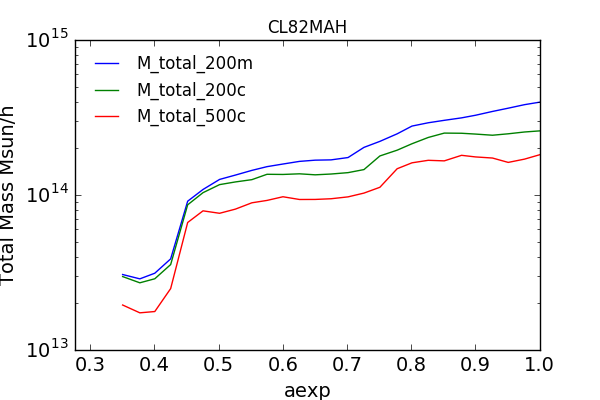 CL82MAH
10^15
10^14
10^13
Total Mass Msun/h
M_total_200m
M_total_200c
M_total_500c
0.3 0.4 0.5 0.6 0.7 0.8 0.9 1.0
aexp